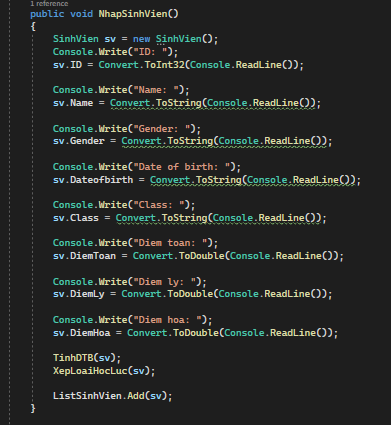 1 reference
public void NhapSinhVien()
{
SinhVien sv = new SinhVien();
Console.Write("ID: ");
sv.ID = Convert.ToInt32(Console.ReadLine());
Console.Write("Name: ");
sv.Name = Convert.ToString(Console.ReadLine());
Console.Write("Gender: ");
sv.Gender = Convert.ToString(Console.ReadLine());
Console.Write("Date of birth: ");
sv.Dateofbirth = Convert.ToString(Console.ReadLine());
Console.Write("Class: ");
sv.Class = Convert.ToString(Console.ReadLine());
Console.Write("Diem toan: ");
sv.DiemToan = Convert.ToDouble(Console.ReadLine());
Console.Write("Diem ly: ");
sv.DiemLy = Convert.ToDouble(Console.ReadLine());
Console.Write("Diem hoa: ");
sv.DiemHoa = Convert.ToDouble(Console.ReadLine());
TinhDTB(sv);
XepLoaiHocLuc(sv);
ListSinhVien.Add(sv);
}